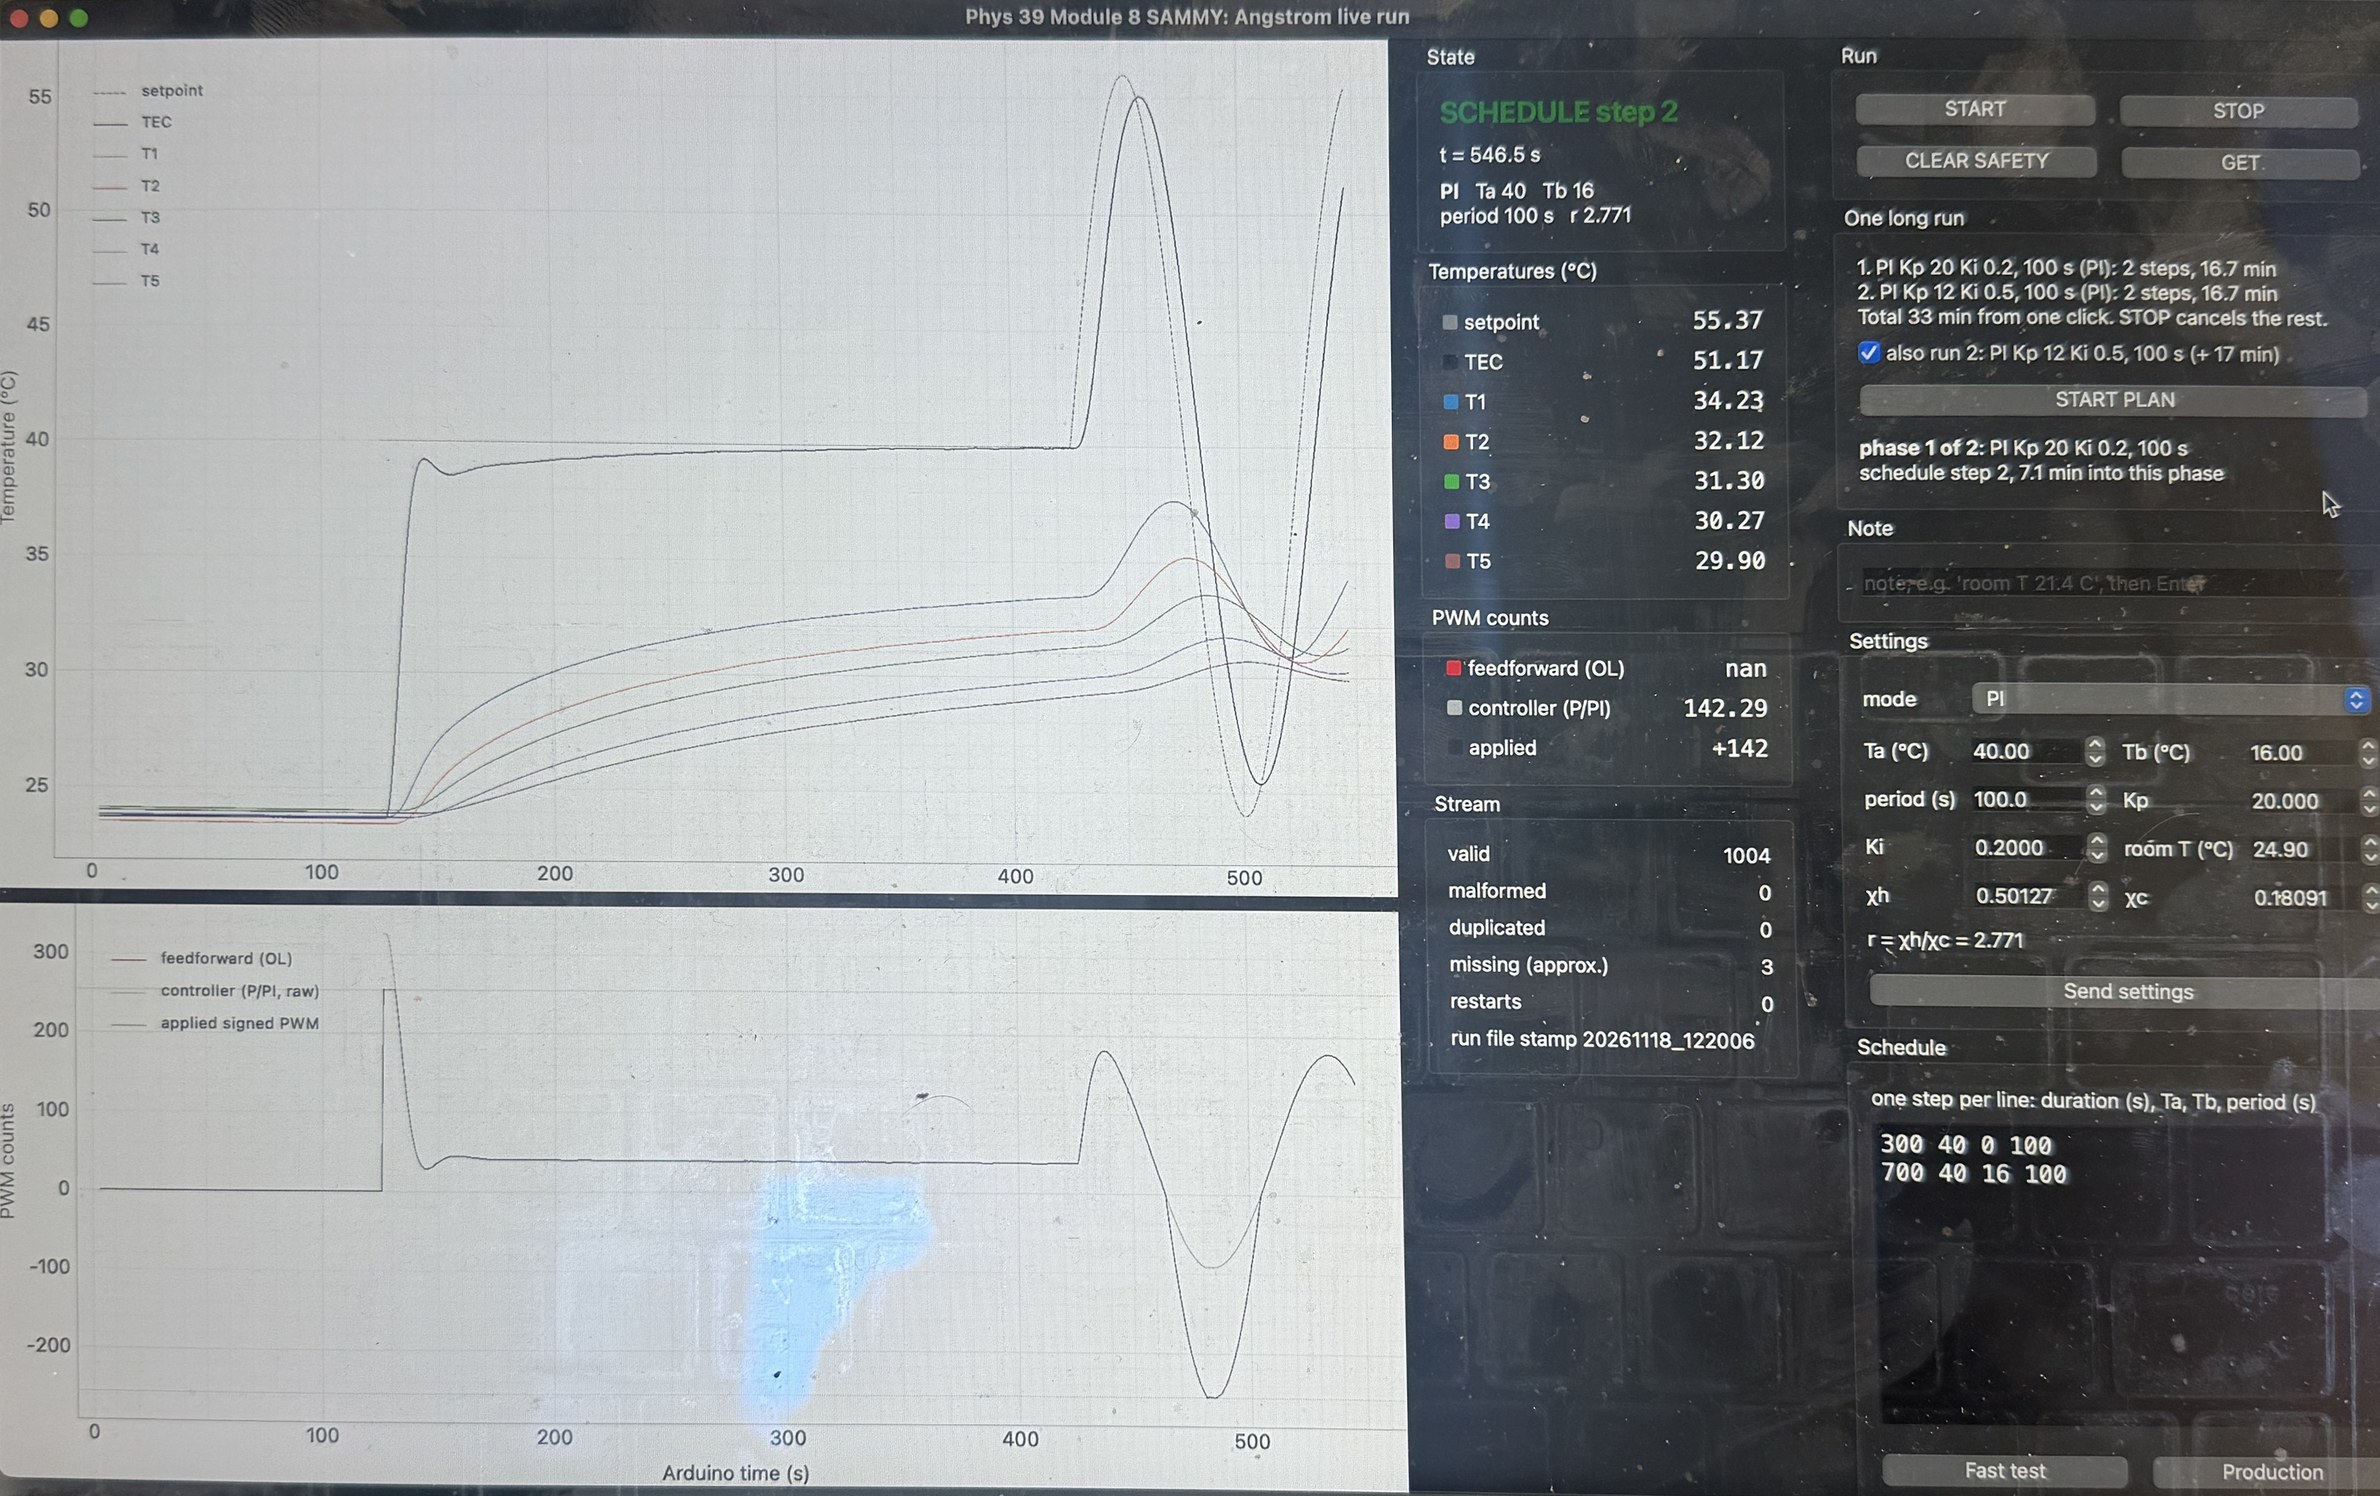 Phys 39 Module 8 SAMMY: Angstrom live run
setpoint
TEC
T1
T2
T3
T4
T5
55
50
45
40
35
30
25
Temperature (°C)
0 100 200 300 400 500
feedforward (OL)
controller (P/PI, raw)
applied signed PWM
300
200
100
0
-100
-200
PWM counts
0 100 200 300 400 500
Arduino time (s)
State
SCHEDULE step 2
t = 546.5 s
PI Ta 40 Tb 16
period 100 s r 2.771
Temperatures (°C)
setpoint 55.37
TEC 51.17
T1 34.23
T2 32.12
T3 31.30
T4 30.27
T5 29.90
PWM counts
feedforward (OL) nan
controller (P/PI) 142.29
applied +142
Stream
valid 1004
malformed 0
duplicated 0
missing (approx.) 3
restarts 0
run file stamp 20261118_122006
Run
START STOP
CLEAR SAFETY GET
One long run
1. PI Kp 20 Ki 0.2, 100 s (PI): 2 steps, 16.7 min
2. PI Kp 12 Ki 0.5, 100 s (PI): 2 steps, 16.7 min
Total 33 min from one click. STOP cancels the rest.
also run 2: PI Kp 12 Ki 0.5, 100 s (+ 17 min)
START PLAN
phase 1 of 2: PI Kp 20 Ki 0.2, 100 s
schedule step 2, 7.1 min into this phase
Note
note, e.g. 'room T 21.4 C', then Enter
Settings
mode PI
Ta (°C) 40.00 Tb (°C) 16.00
period (s) 100.0 Kp 20.000
Ki 0.2000 room T (°C) 24.90
χh 0.50127 χc 0.18091
r = χh/χc = 2.771
Send settings
Schedule
one step per line: duration (s), Ta, Tb, period (s)
300 40 0 100
700 40 16 100
Fast test Production